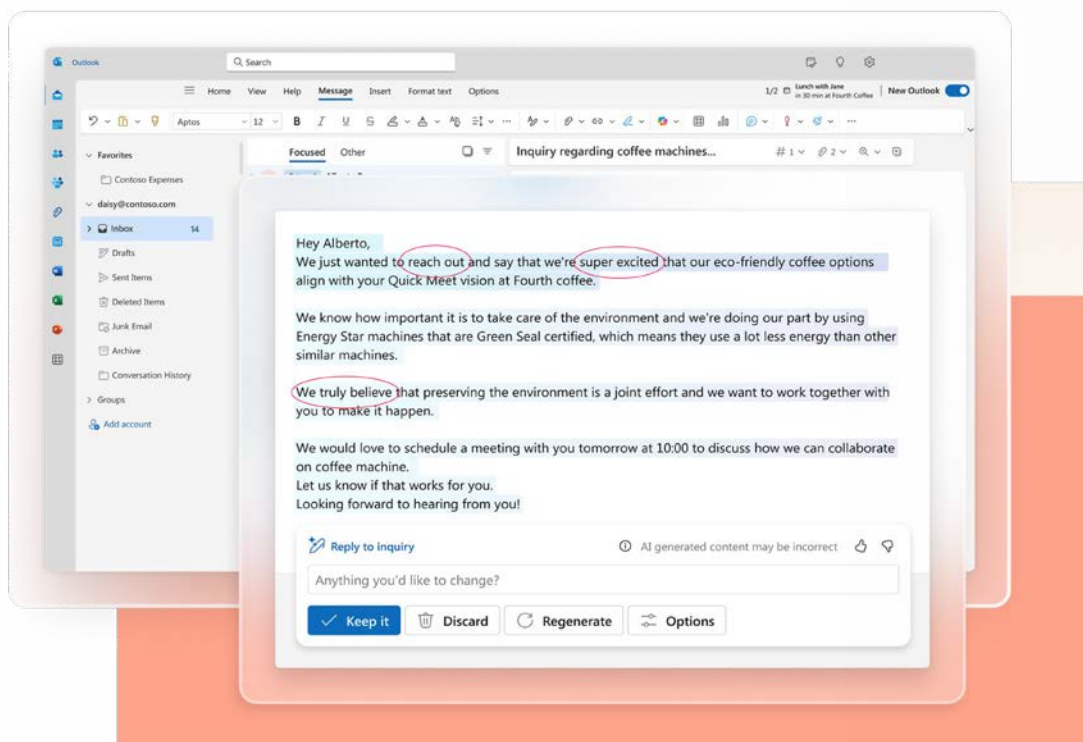 Outlook
Search
Home View Help Message Insert Format text Options
1/2 Lunch with Jane
in 30 min at Fourth Coffee
New Outlook
Aptos 12 B I U S
Favorites
Contoso Expenses
daisy@contoso.com
Inbox 14
Drafts
Sent Items
Deleted Items
Junk Email
Archive
Conversation History
Groups
Add account
Focused Other
Inquiry regarding coffee machines...
# 1 2
Hey Alberto,
We just wanted to reach out and say that we're super excited that our eco-friendly coffee options
align with your Quick Meet vision at Fourth coffee.
We know how important it is to take care of the environment and we're doing our part by using
Energy Star machines that are Green Seal certified, which means they use a lot less energy than other
similar machines.
We truly believe that preserving the environment is a joint effort and we want to work together with
you to make it happen.
We would love to schedule a meeting with you tomorrow at 10:00 to discuss how we can collaborate
on coffee machine.
Let us know if that works for you.
Looking forward to hearing from you!
Reply to inquiry
AI generated content may be incorrect
Anything you'd like to change?
Keep it Discard Regenerate Options